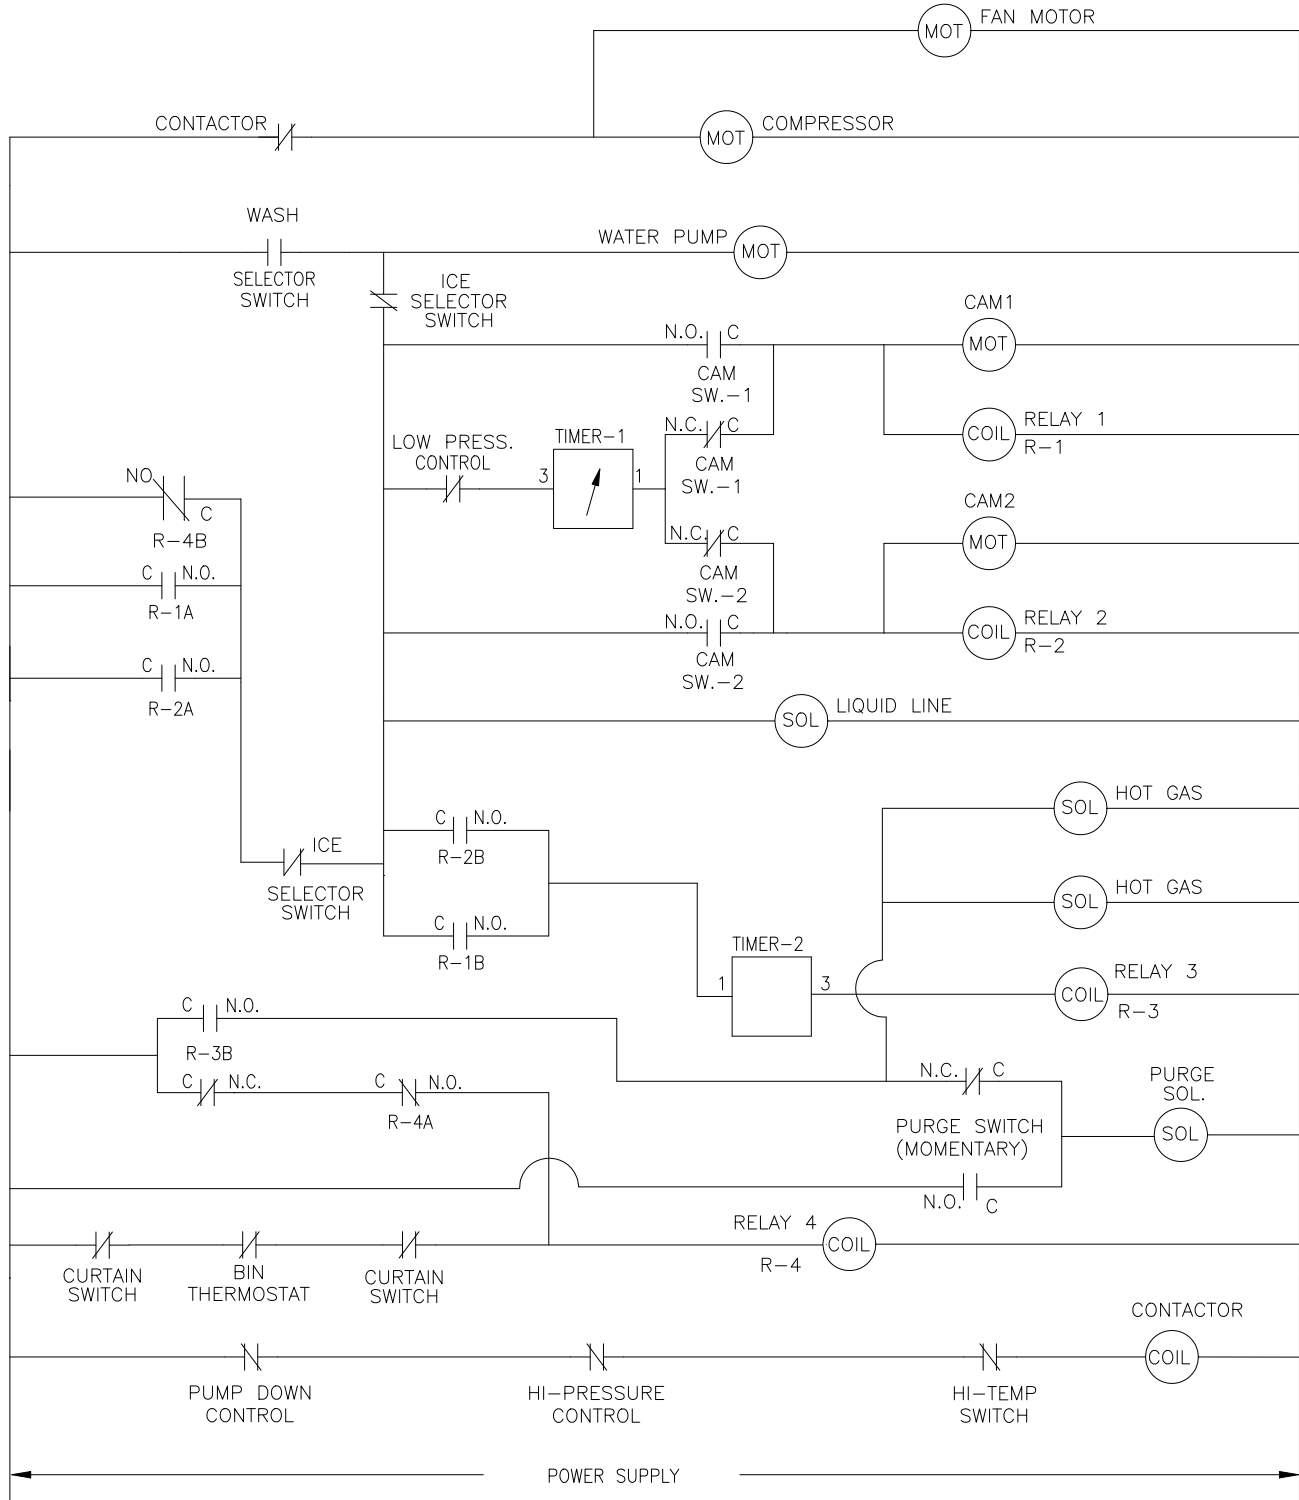 FAN MOTOR
MOT
CONTACTOR
MOT
COMPRESSOR
WASH
SELECTOR
SWITCH
WATER PUMP
MOT
ICE
SELECTOR
SWITCH
N.O.
C
CAM
SW.-1
CAM1
MOT
LOW PRESS.
CONTROL
TIMER-1
3
1
N.C.
C
CAM
SW.-1
COIL
RELAY 1
R-1
NO
C
R-4B
N.C.
C
CAM
SW.-2
CAM2
MOT
C
N.O.
R-1A
N.O.
C
CAM
SW.-2
COIL
RELAY 2
R-2
C
N.O.
R-2A
SOL
LIQUID LINE
SOL
HOT GAS
C
N.O.
R-2B
ICE
SELECTOR
SWITCH
C
N.O.
R-1B
SOL
HOT GAS
TIMER-2
1
3
COIL
RELAY 3
R-3
C
N.O.
R-3B
C
N.C.
C
N.O.
R-4A
N.C.
C
PURGE SWITCH
(MOMENTARY)
N.O.
C
PURGE
SOL.
SOL
CURTAIN
SWITCH
BIN
THERMOSTAT
CURTAIN
SWITCH
RELAY 4
R-4
COIL
PUMP DOWN
CONTROL
HI-PRESSURE
CONTROL
HI-TEMP
SWITCH
CONTACTOR
COIL
POWER SUPPLY